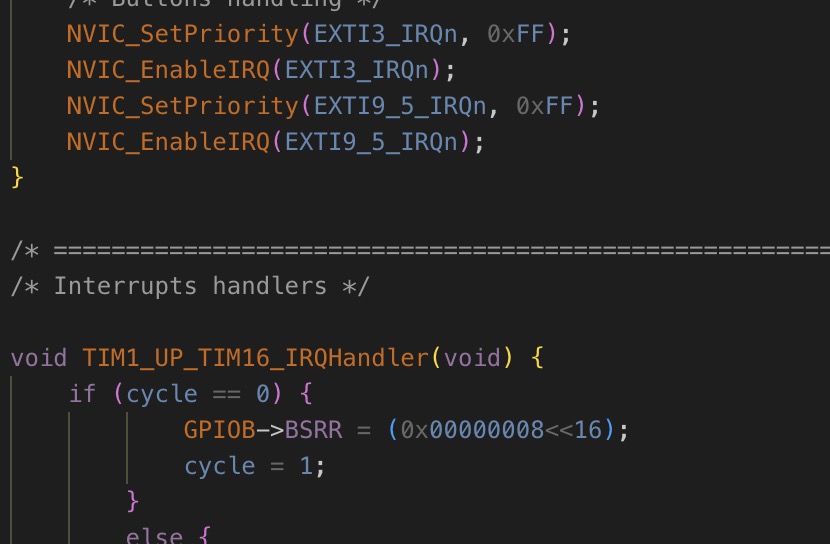 /* Buttons handling */
NVIC_SetPriority(EXTI3_IRQn, 0xFF);
NVIC_EnableIRQ(EXTI3_IRQn);
NVIC_SetPriority(EXTI9_5_IRQn, 0xFF);
NVIC_EnableIRQ(EXTI9_5_IRQn);
}
/* ======================================================
/* Interrupts handlers */
void TIM1_UP_TIM16_IRQHandler(void) {
if (cycle == 0) {
GPIOB->BSRR = (0x00000008<<16);
cycle = 1;
}
else {